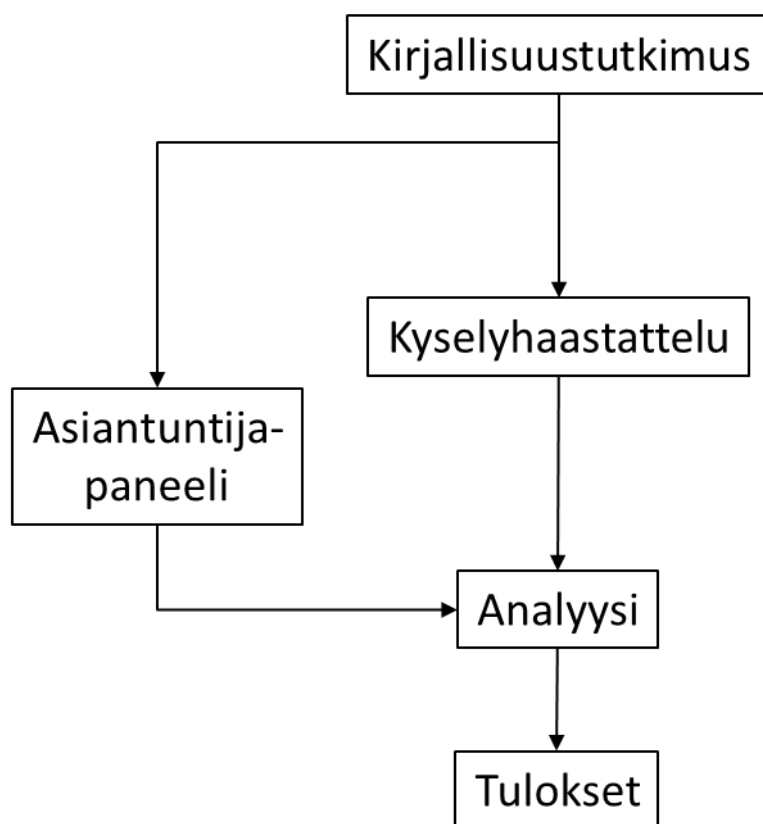 Kirjallisuustutkimus
Kyselyhaastattelu
Asiantuntija-
paneeli
Analyysi
Tulokset